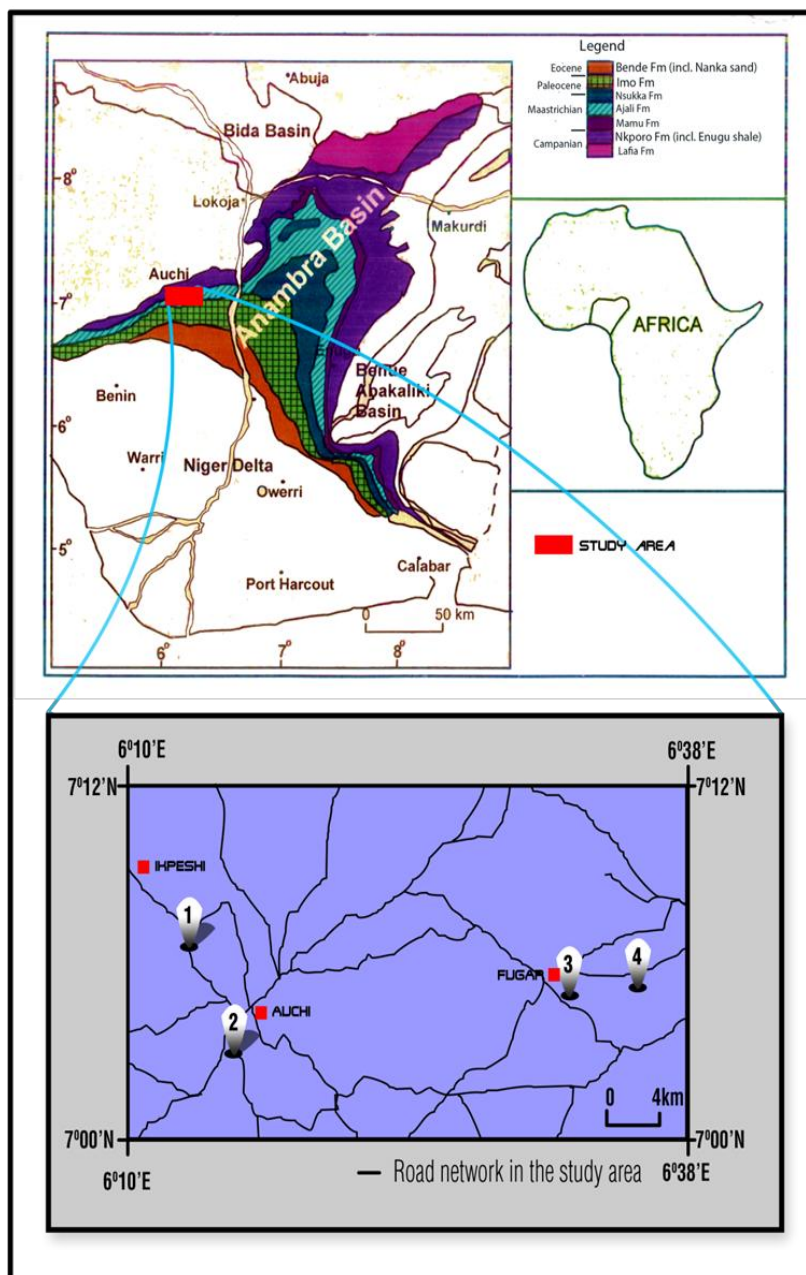 Legend
Eocene Bende Fm (incl. Nanka sand)
Paleocene Imo Fm
Nsukka Fm
Maastrichian Ajali Fm
Mamu Fm
Campanian Nkporo Fm (incl. Enugu shale)
Lafia Fm
Abuja
Bida Basin
8°
Lokoja
Makurdi
Anambra Basin
Auchi
7°
AFRICA
Enugu
Benue
Abakaliki
Basin
Benin
6°
Warri
Niger Delta
Owerri
STUDY AREA
5°
Calabar
Port Harcout
0 50 km
6° 7° 8°
6⁰10'E 6⁰38'E
7⁰12'N 7⁰12'N
IKPESHI
1
FUGAR 3 4
2 AUCHI
0 4km
7⁰00'N 7⁰00'N
6⁰10'E Road network in the study area 6⁰38'E